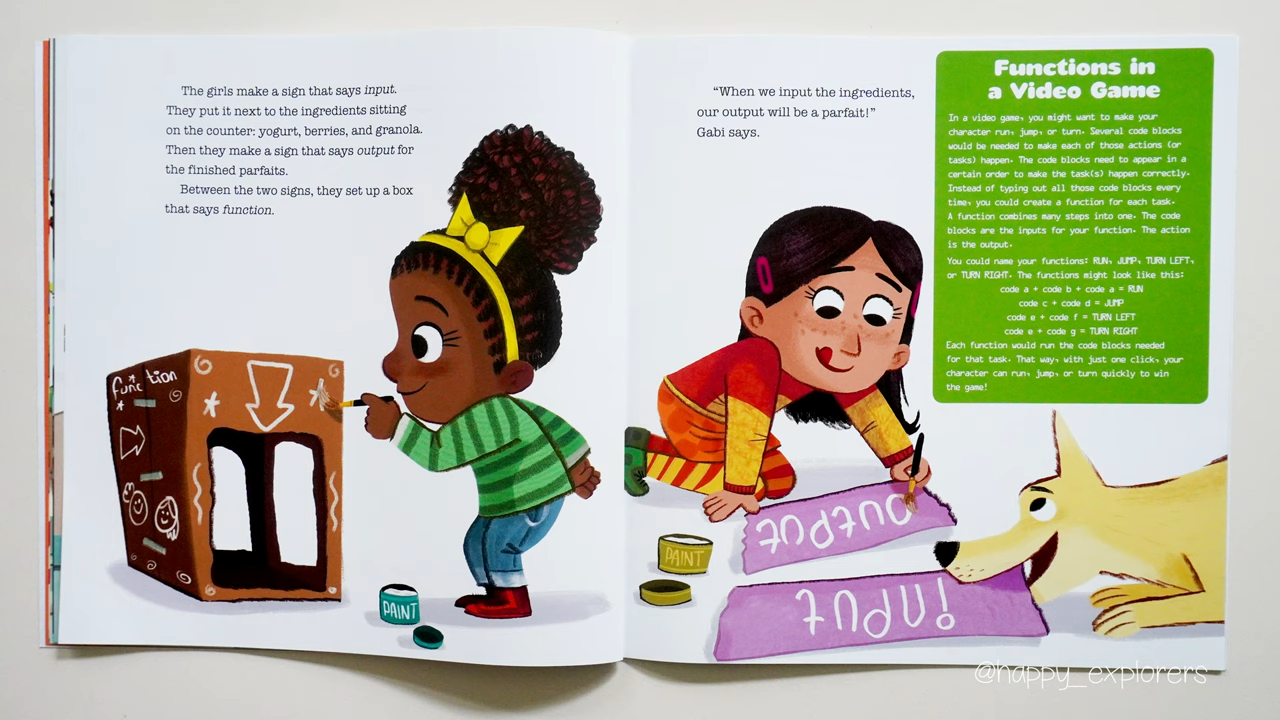 The girls make a sign that says input.
They put it next to the ingredients sitting
on the counter: yogurt, berries, and granola.
Then they make a sign that says output for
the finished parfaits.
Between the two signs, they set up a box
that says function.
function
PAINT
“When we input the ingredients,
our output will be a parfait!”
Gabi says.
Functions in
a Video Game
In a video game, you might want to make your
character run, jump, or turn. Several code blocks
would be needed to make each of those actions (or
tasks) happen. The code blocks need to appear in a
certain order to make the task(s) happen correctly.
Instead of typing out all those code blocks every
time, you could create a function for each task.
A function combines many steps into one. The code
blocks are the inputs for your function. The action
is the output.
You could name your functions: RUN, JUMP, TURN LEFT,
or TURN RIGHT. The functions might look like this:
code a + code b + code a = RUN
code c + code d = JUMP
code e + code f = TURN LEFT
code e + code g = TURN RIGHT
Each function would run the code blocks needed
for that task. That way, with just one click, your
character can run, jump, or turn quickly to win
the game!
output
PAINT
input
@happy_explorers